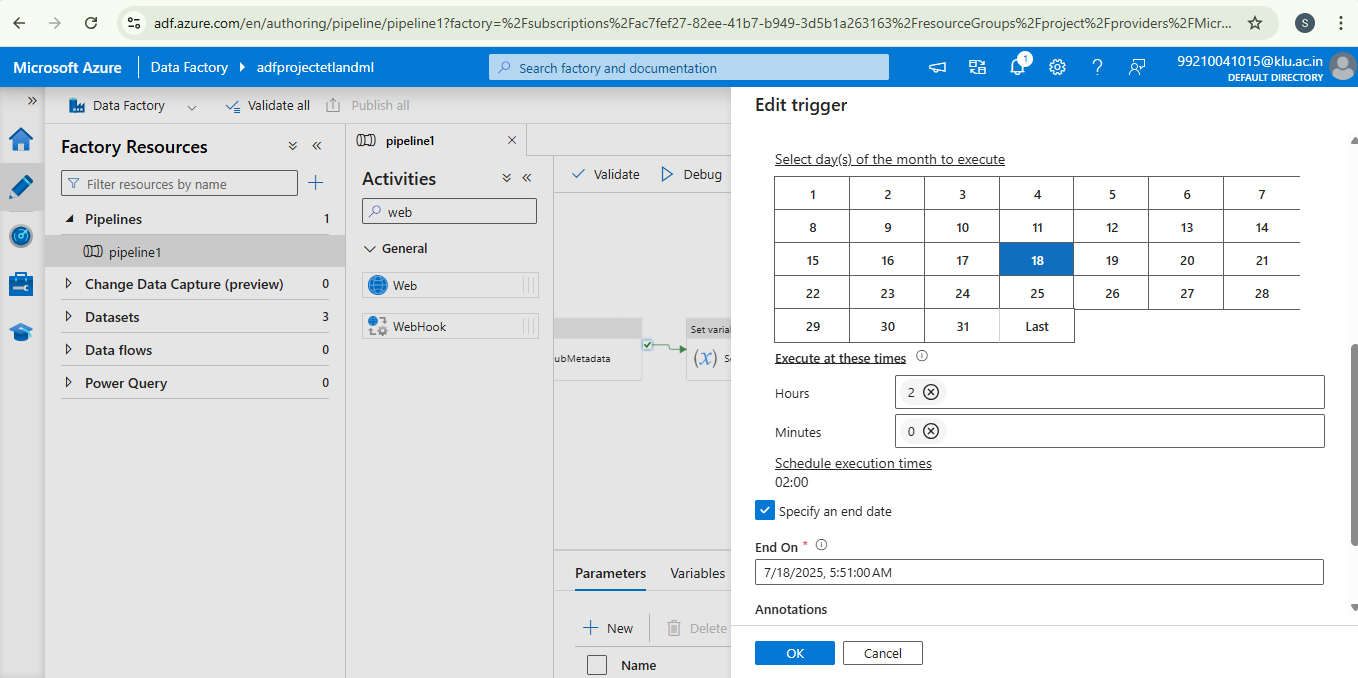 adf.azure.com/en/authoring/pipeline/pipeline1?factory=%2Fsubscriptions%2Fac7fef27-82ee-41b7-b949-3d5b1a263163%2FresourceGroups%2Fproject%2Fproviders%2FMicr...
S
Microsoft Azure
Data Factory
adfprojectetlandml
Search factory and documentation
1
99210041015@klu.ac.in
DEFAULT DIRECTORY
Data Factory
Validate all
Publish all
Factory Resources
Filter resources by name
Pipelines 1
pipeline1
Change Data Capture (preview) 0
Datasets 3
Data flows 0
Power Query 0
pipeline1
Activities
web
General
Web
WebHook
Validate
Debug
ubMetadata
Set varial
(x)
Parameters
Variables
New
Delete
Name
Edit trigger
Select day(s) of the month to execute
1 2 3 4 5 6 7
8 9 10 11 12 13 14
15 16 17 18 19 20 21
22 23 24 25 26 27 28
29 30 31 Last
Execute at these times
Hours 2
Minutes 0
Schedule execution times
02:00
Specify an end date
End On *
7/18/2025, 5:51:00 AM
Annotations
OK
Cancel